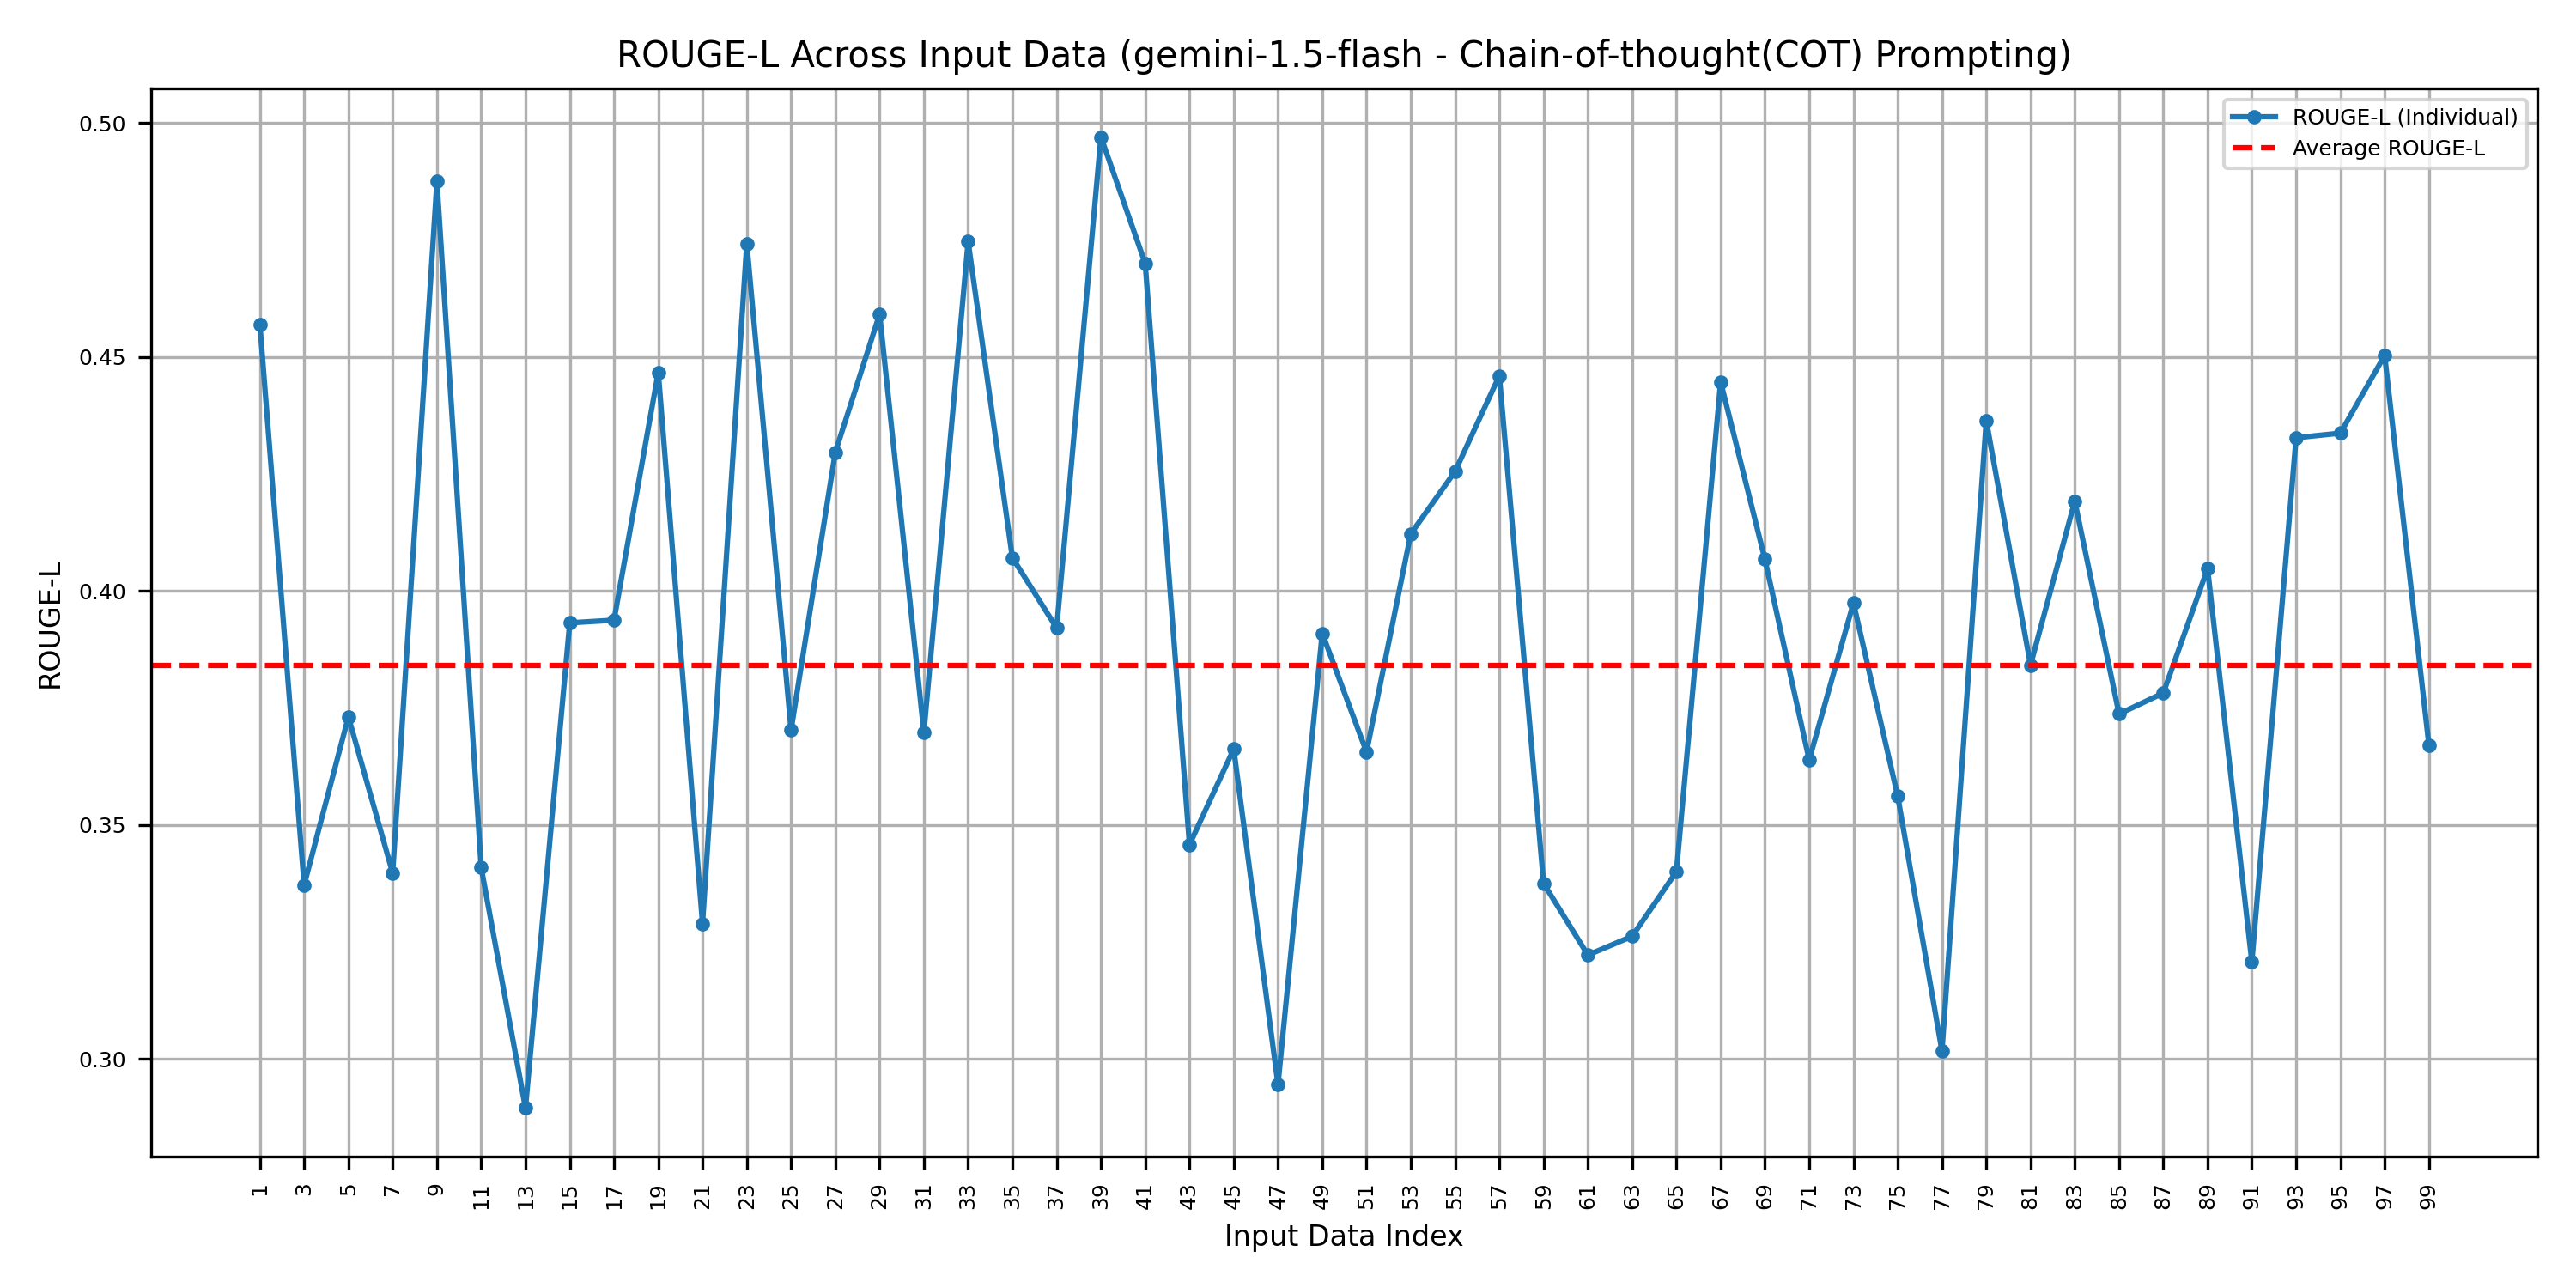 ROUGE-L Across Input Data (gemini-1.5-flash - Chain-of-thought(COT) Prompting)
ROUGE-L (Individual)
Average ROUGE-L
ROUGE-L
0.50
0.45
0.40
0.35
0.30
1 3 5 7 9 11 13 15 17 19 21 23 25 27 29 31 33 35 37 39 41 43 45 47 49 51 53 55 57 59 61 63 65 67 69 71 73 75 77 79 81 83 85 87 89 91 93 95 97 99
Input Data Index